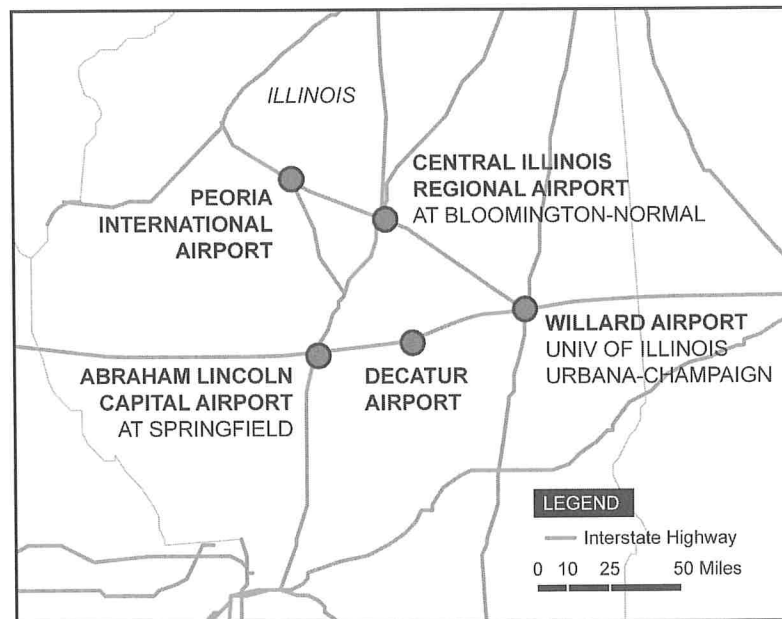 ILLINOIS
PEORIA
INTERNATIONAL
AIRPORT
CENTRAL ILLINOIS
REGIONAL AIRPORT
AT BLOOMINGTON-NORMAL
ABRAHAM LINCOLN
CAPITAL AIRPORT
AT SPRINGFIELD
DECATUR
AIRPORT
WILLARD AIRPORT
UNIV OF ILLINOIS
URBANA-CHAMPAIGN
LEGEND
Interstate Highway
0 10 25 50 Miles